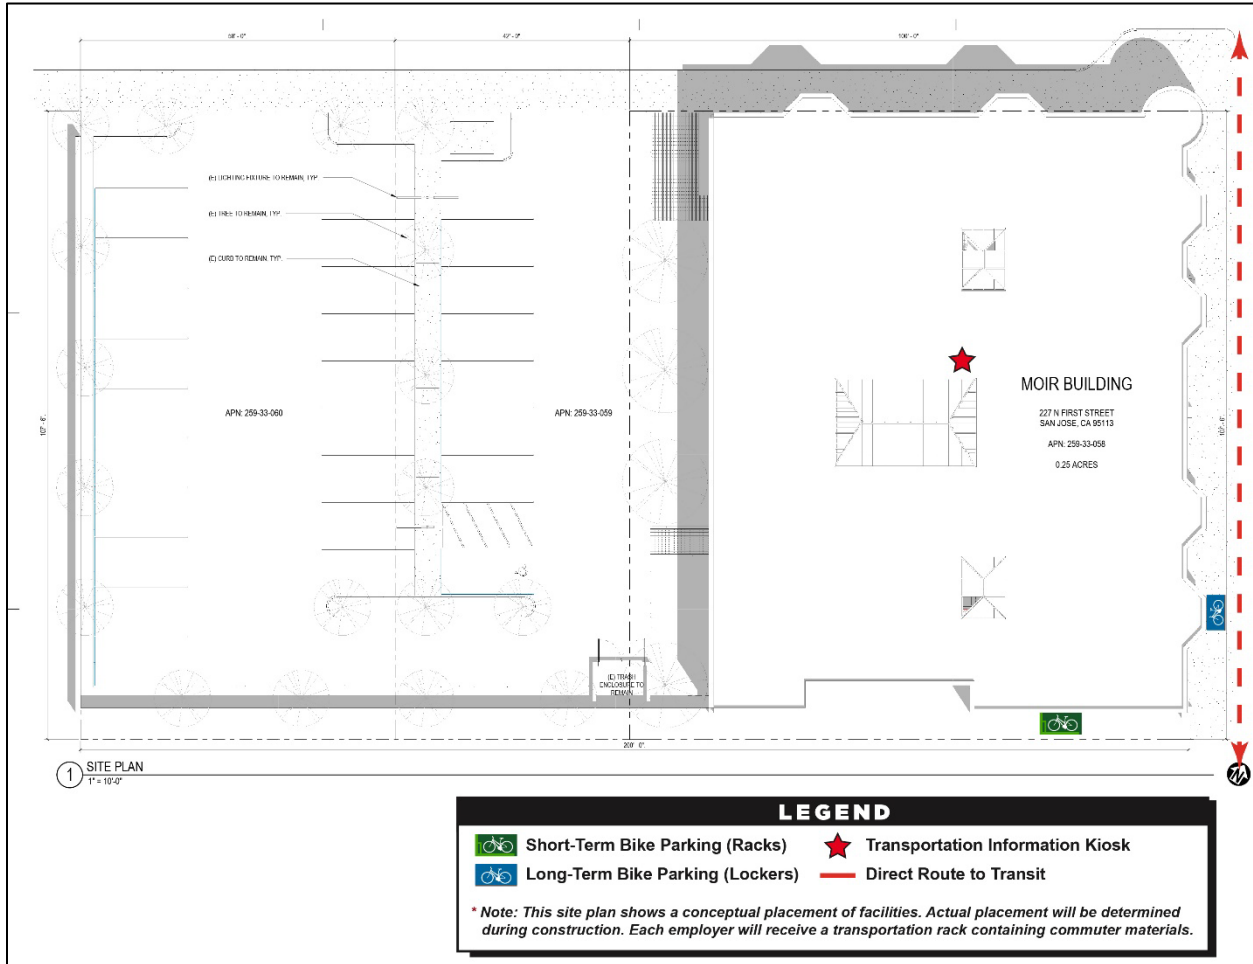 58' - 0"
42' - 0"
100' - 0"
(E) LIGHTING FIXTURE TO REMAIN, TYP.
(E) TREE TO REMAIN, TYP.
(E) CURB TO REMAIN, TYP.
MOIR BUILDING
227 N FIRST STREET
SAN JOSE, CA 95113
APN: 259-33-060
APN: 259-33-059
APN: 259-33-058
0.25 ACRES
107' - 6"
(E) TRASH
ENCLOSURE TO
REMAIN
200' 0"
1 SITE PLAN
1" = 10'-0"
N
LEGEND
Short-Term Bike Parking (Racks)
Transportation Information Kiosk
Long-Term Bike Parking (Lockers)
Direct Route to Transit
* Note: This site plan shows a conceptual placement of facilities. Actual placement will be determined
during construction. Each employer will receive a transportation rack containing commuter materials.